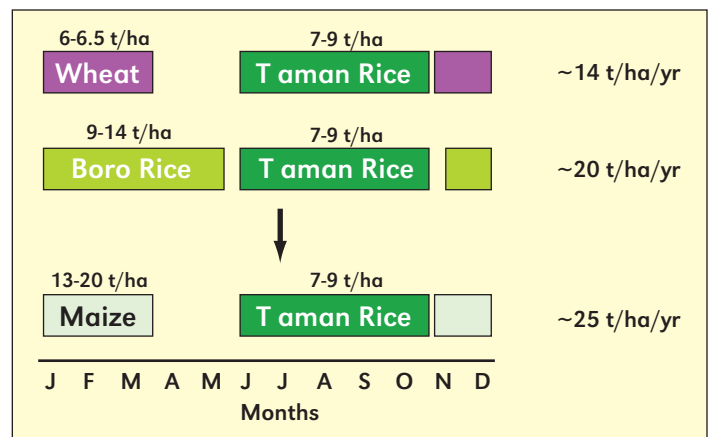 6-6.5 t/ha 7-9 t/ha
Wheat T aman Rice ~14 t/ha/yr
9-14 t/ha 7-9 t/ha
Boro Rice T aman Rice ~20 t/ha/yr
13-20 t/ha 7-9 t/ha
Maize T aman Rice ~25 t/ha/yr
J F M A M J J A S O N D
Months